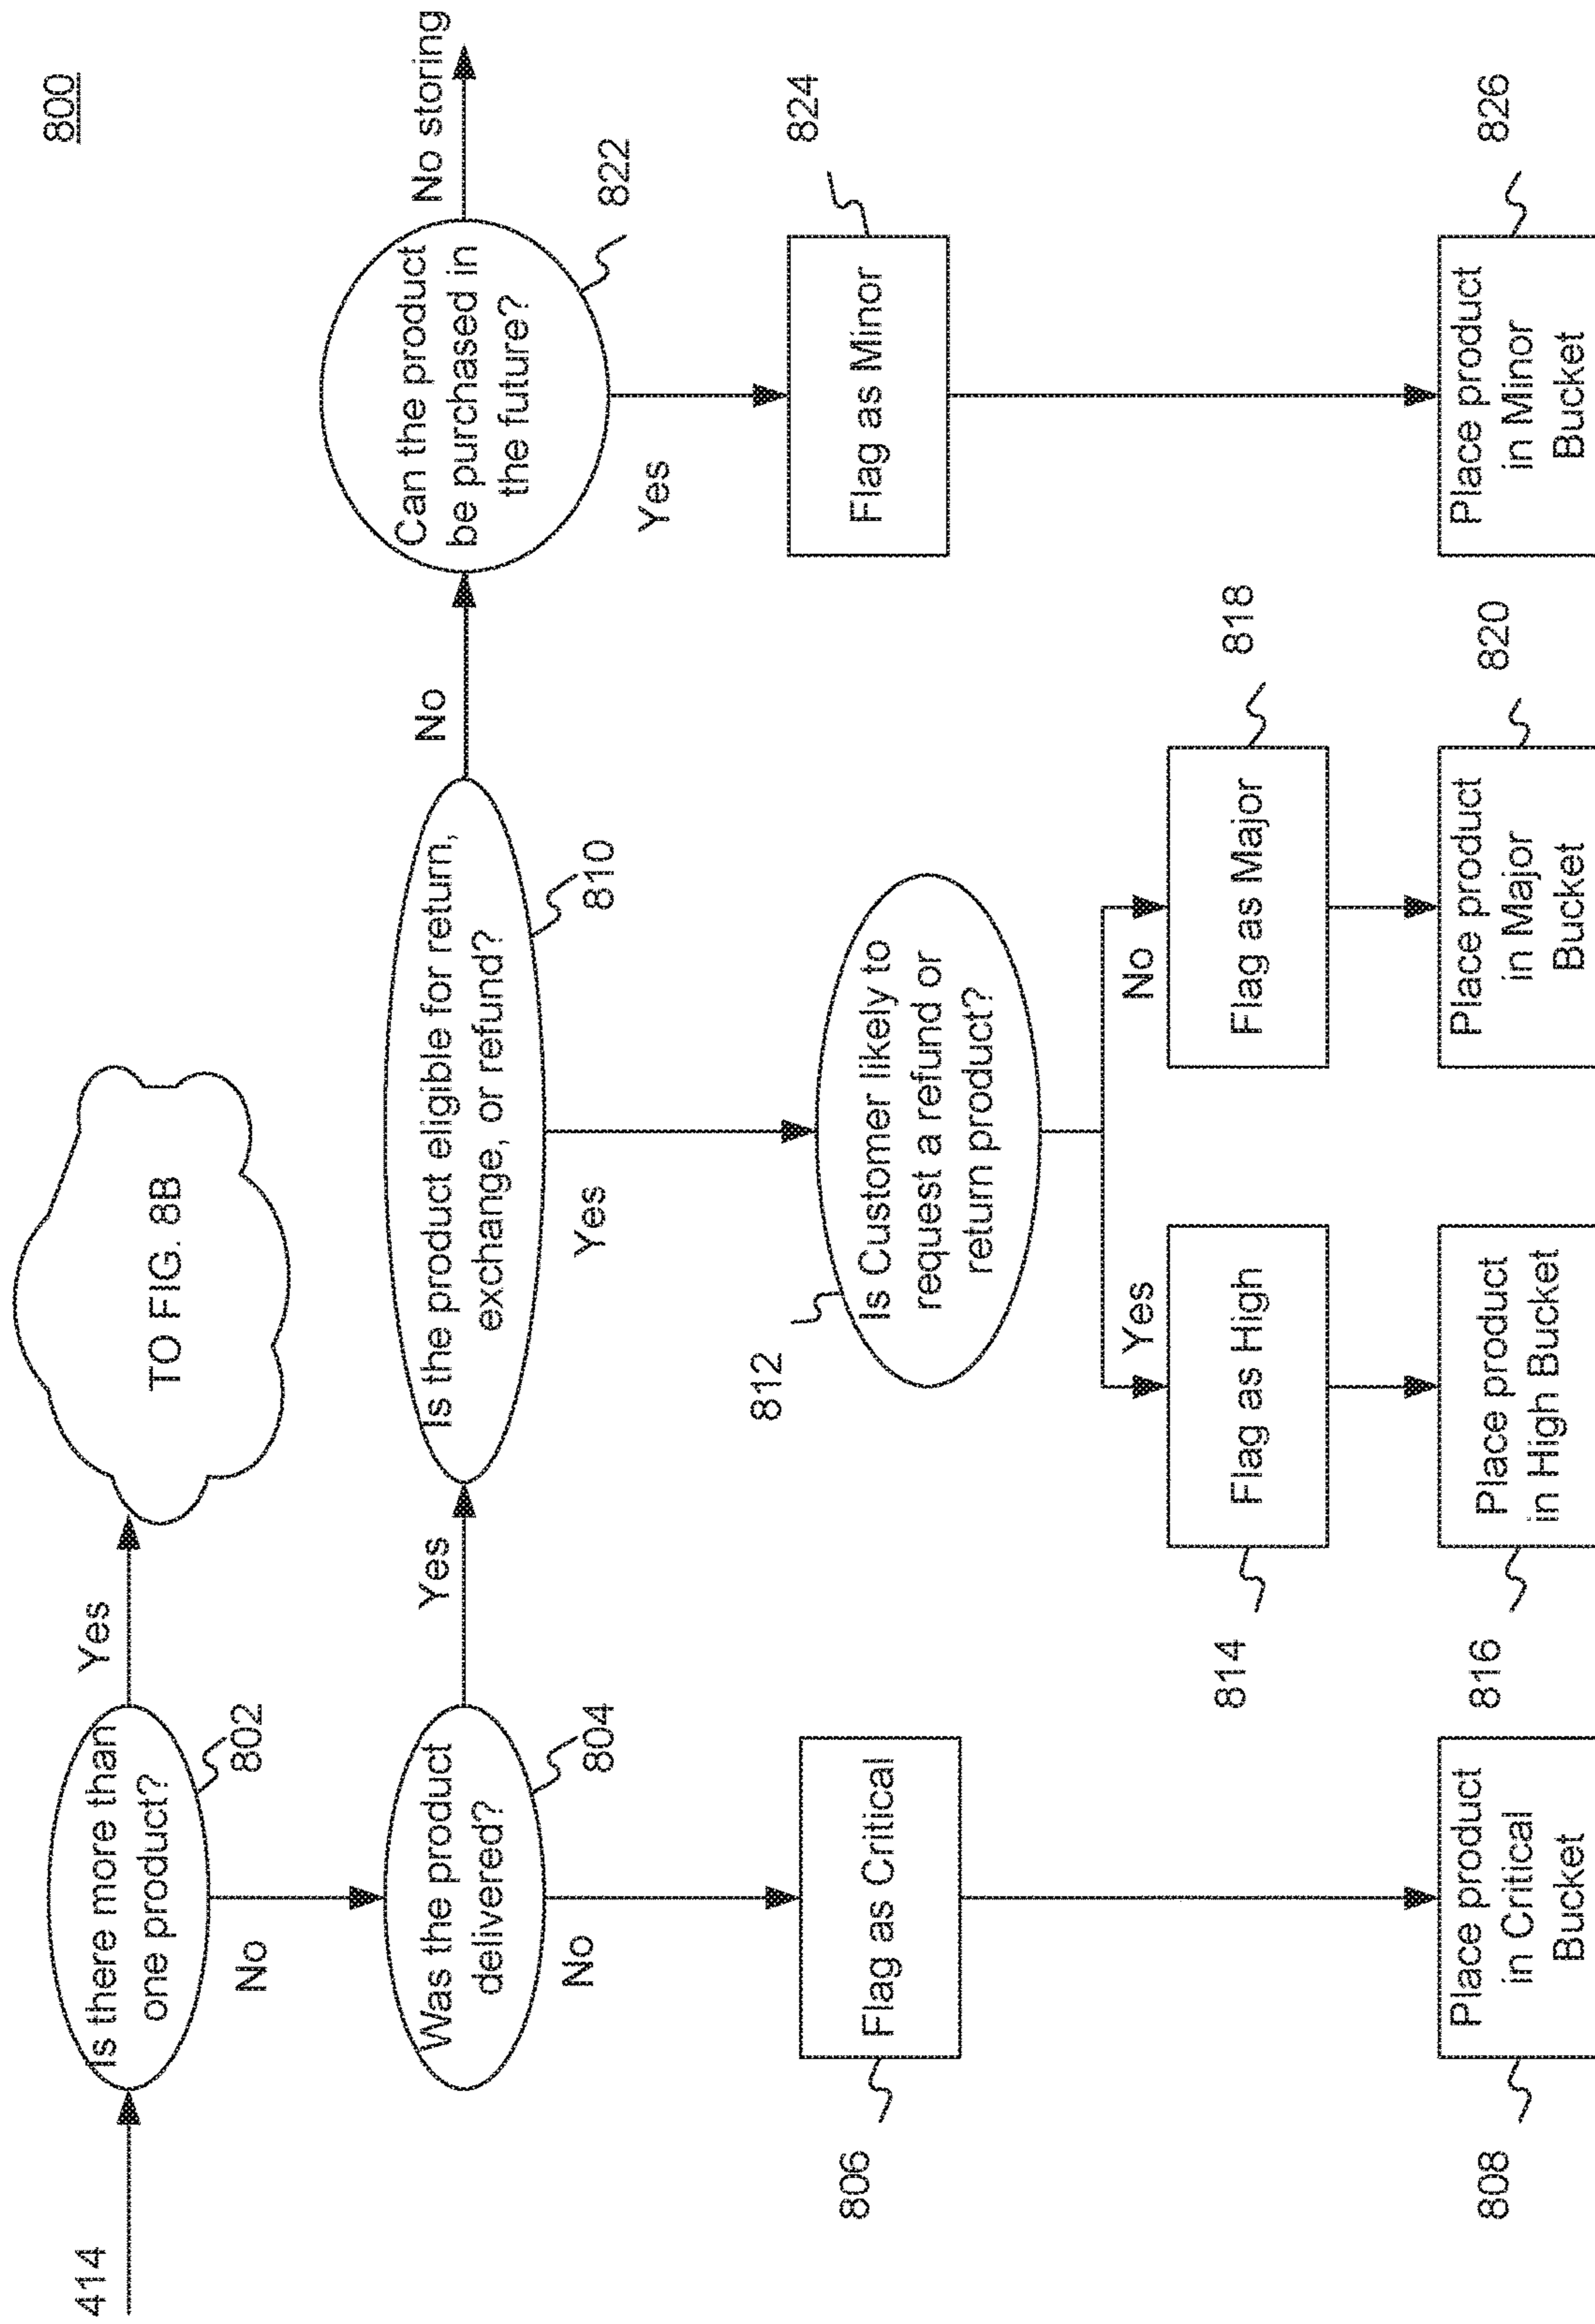 800
414
Is there more than
one product?
802
Yes
TO FIG. 8B
No
Was the product
delivered?
804
Yes
Is the product eligible for return,
exchange, or refund?
810
No
Can the product
be purchased in
the future?
822
No storing
No
Yes
Yes
806
Flag as Critical
812
Is Customer likely to
request a refund or
return product?
Flag as Minor
824
Yes
No
814
Flag as High
Flag as Major
818
808
Place product
in Critical
Bucket
816
Place product
in High Bucket
Place product
in Major
Bucket
820
Place product
in Minor
Bucket
826